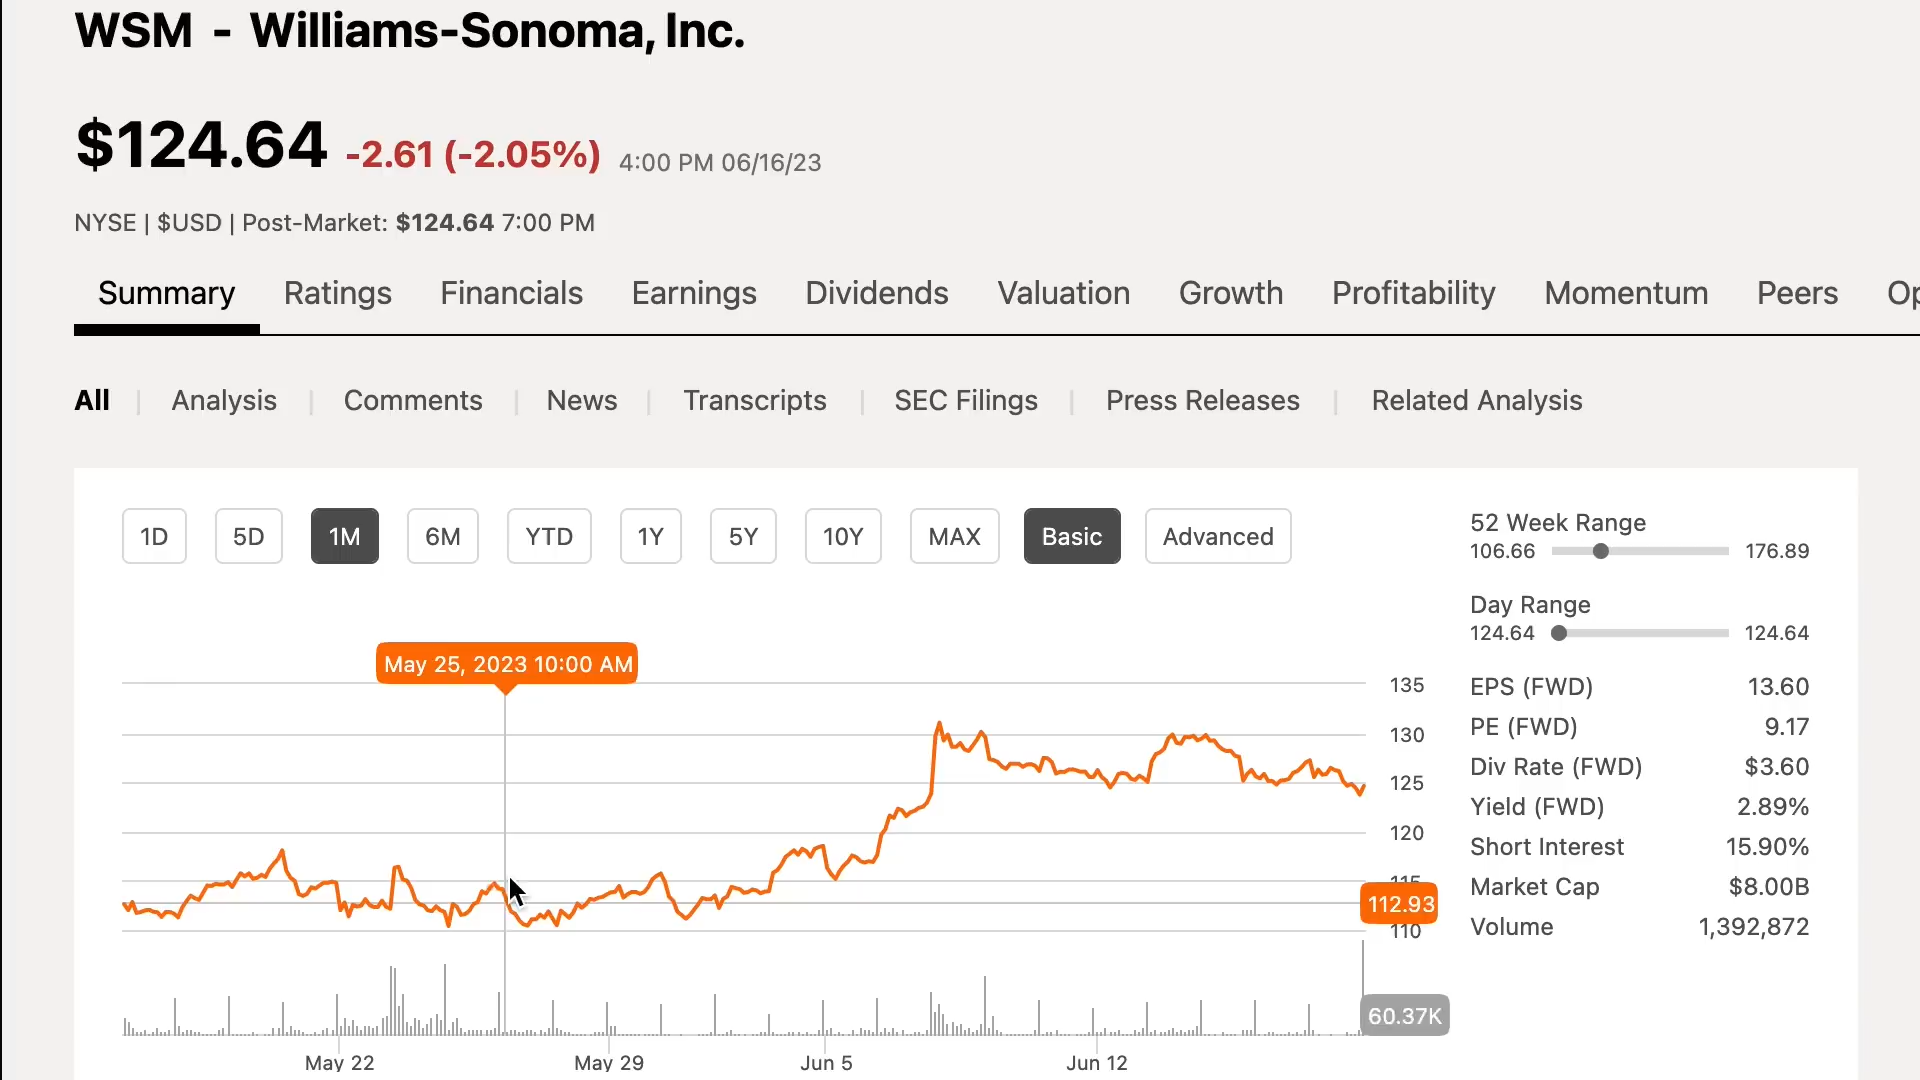 WSM - Williams-Sonoma, Inc.
$124.64 -2.61 (-2.05%) 4:00 PM 06/16/23
NYSE | $USD | Post-Market: $124.64 7:00 PM
Summary Ratings Financials Earnings Dividends Valuation Growth Profitability Momentum Peers Op
All | Analysis | Comments | News | Transcripts | SEC Filings | Press Releases | Related Analysis
1D 5D 1M 6M YTD 1Y 5Y 10Y MAX Basic Advanced
May 25, 2023 10:00 AM
135
130
125
120
115
112.93
110
60.37K
May 22 May 29 Jun 5 Jun 12
52 Week Range
106.66 176.89
Day Range
124.64 124.64
EPS (FWD) 13.60
PE (FWD) 9.17
Div Rate (FWD) $3.60
Yield (FWD) 2.89%
Short Interest 15.90%
Market Cap $8.00B
Volume 1,392,872